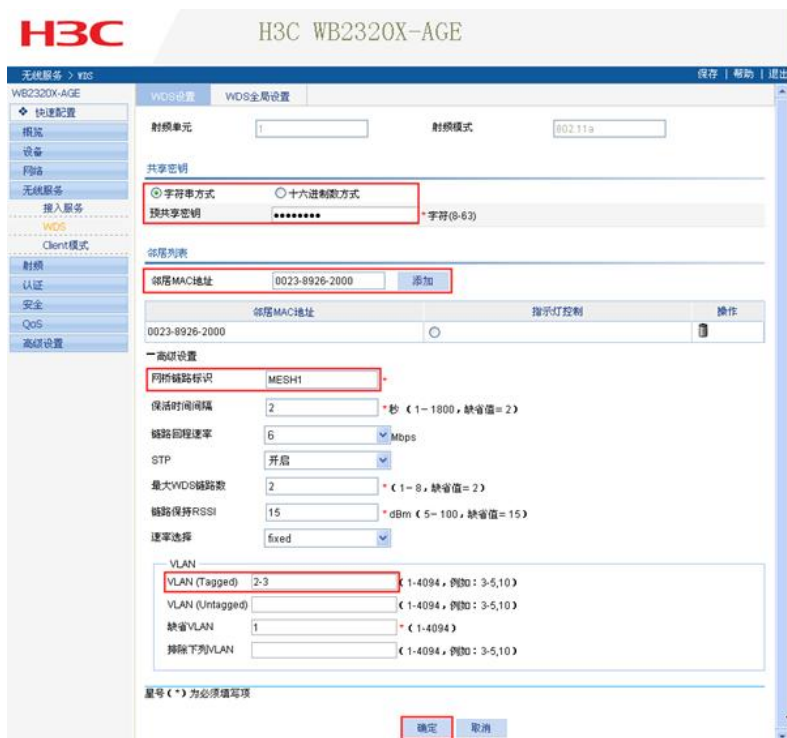 H3C H3C WB2320X-AGE
无线服务 > WDS 保存 | 帮助 | 退出
WB2320X-AGE
快速配置
概览
设备
网络
无线服务
接入服务
WDS
Client模式
射频
认证
安全
QoS
高级设置
WDS设置 WDS全局设置
射频单元 1 射频模式 802.11a
共享密钥
字符串方式 十六进制数方式
预共享密钥 •••••••• *字符(8-63)
邻居列表
邻居MAC地址 0023-8926-2000 添加
邻居MAC地址 指示灯控制 操作
0023-8926-2000
高级设置
网桥链路标识 MESH1 *
保活时间间隔 2 *秒（1-1800，缺省值=2）
链路回程速率 6 Mbps
STP 开启
最大WDS链路数 2 *（1-8，缺省值=2）
链路保持RSSI 15 *dBm（5-100，缺省值=15）
速率选择 fixed
VLAN
VLAN (Tagged) 2-3 （1-4094，例如：3-5,10）
VLAN (Untagged) （1-4094，例如：3-5,10）
缺省VLAN 1 *（1-4094）
排除下列VLAN （1-4094，例如：3-5,10）
星号(*)为必须填写项
确定 取消